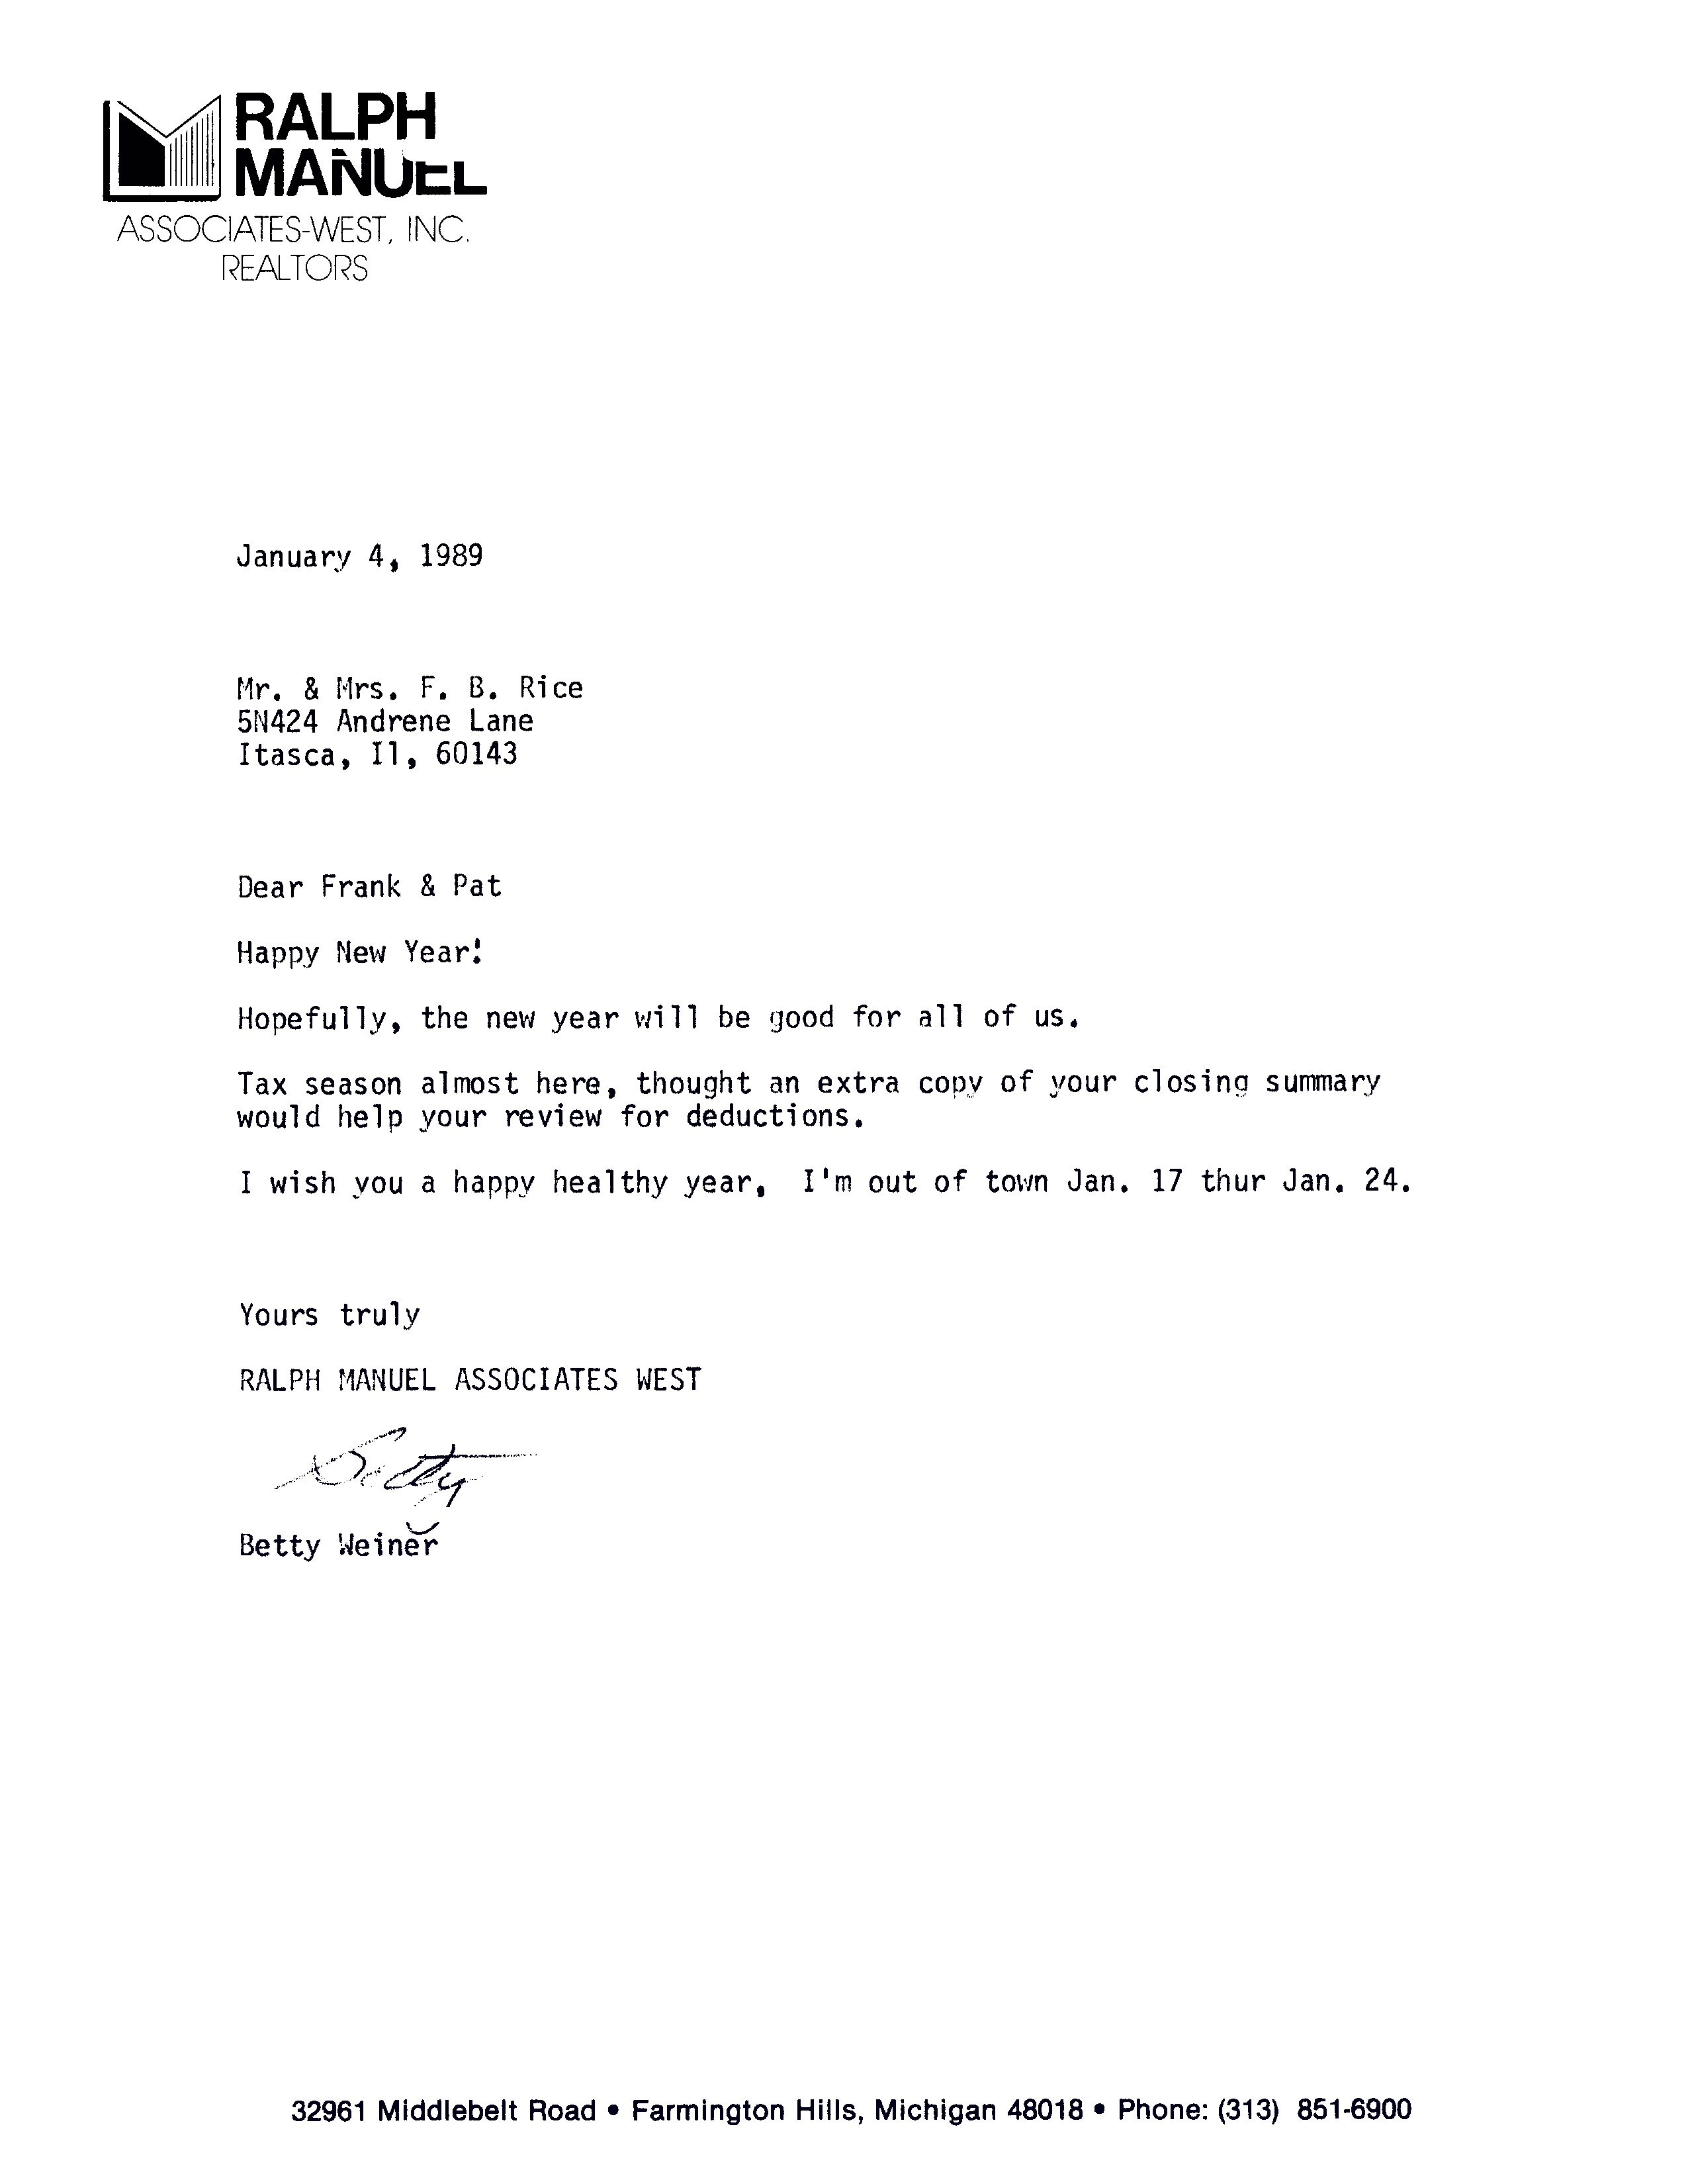 RALPH
MANUEL
ASSOCIATES-WEST, INC.
REALTORS
January 4, 1989
Mr. & Mrs. F. B. Rice
5N424 Andrene Lane
Itasca, Il, 60143
Dear Frank & Pat
Happy New Year!
Hopefully, the new year will be good for all of us.
Tax season almost here, thought an extra copy of your closing summary
would help your review for deductions.
I wish you a happy healthy year, I'm out of town Jan. 17 thur Jan. 24.
Yours truly
RALPH MANUEL ASSOCIATES WEST
Betty
Betty Weiner
32961 Middlebelt Road • Farmington Hills, Michigan 48018 • Phone: (313) 851-6900